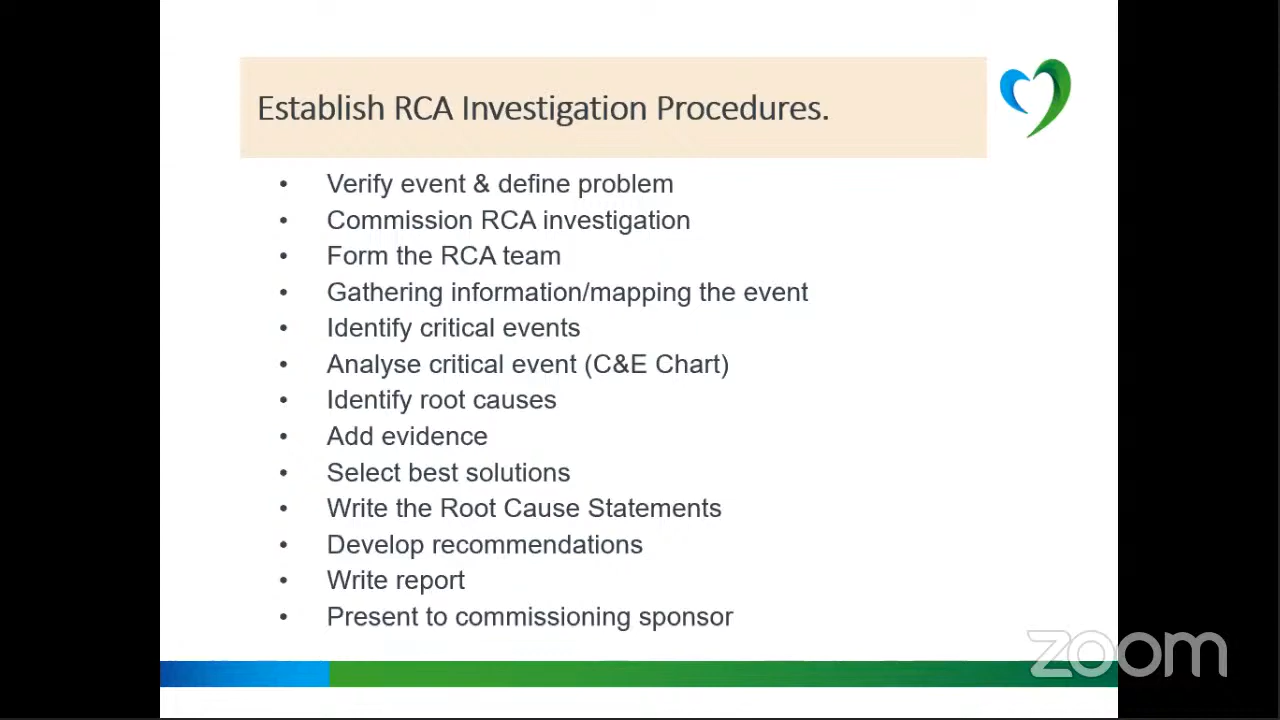 Establish RCA Investigation Procedures.
• Verify event & define problem
• Commission RCA investigation
• Form the RCA team
• Gathering information/mapping the event
• Identify critical events
• Analyse critical event (C&E Chart)
• Identify root causes
• Add evidence
• Select best solutions
• Write the Root Cause Statements
• Develop recommendations
• Write report
• Present to commissioning sponsor
zoom